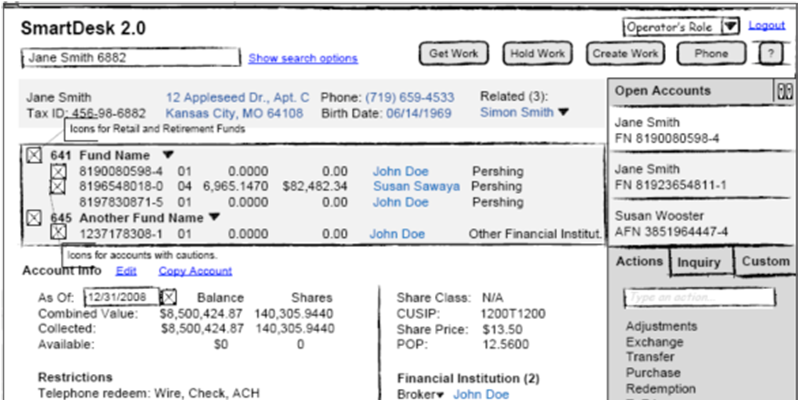 SmartDesk 2.0
Operator's Role Logout
Jane Smith 6882 Show search options Get Work Hold Work Create Work Phone ?
Jane Smith 12 Appleseed Dr., Apt. C Phone: (719) 659-4533 Related (3):
Tax ID: 456-98-6882 Kansas City, MO 64108 Birth Date: 06/14/1969 Simon Smith
Icons for Retail and Retirement Funds
641 Fund Name
8190080598-4 01 0.0000 0.00 John Doe Pershing
8196548018-0 04 6,965.1470 $82,482.34 Susan Sawaya Pershing
8197830871-5 01 0.0000 0.00 John Doe Pershing
645 Another Fund Name
1237178308-1 01 0.0000 0.00 John Doe Other Financial Institut.
Icons for accounts with cautions.
Account Info Edit Copy Account
As Of: 12/31/2008 Balance Shares
Combined Value: $8,500,424.87 140,305.9440
Collected: $8,500,424.87 140,305.9440
Available: $0 0
Restrictions
Telephone redeem: Wire, Check, ACH
Share Class: N/A
CUSIP: 1200T1200
Share Price: $13.50
POP: 12.5600
Financial Institution (2)
Broker John Doe
Open Accounts
Jane Smith
FN 8190080598-4
Jane Smith
FN 81923654811-1
Susan Wooster
AFN 3851964447-4
Actions Inquiry Custom
Type an action...
Adjustments
Exchange
Transfer
Purchase
Redemption